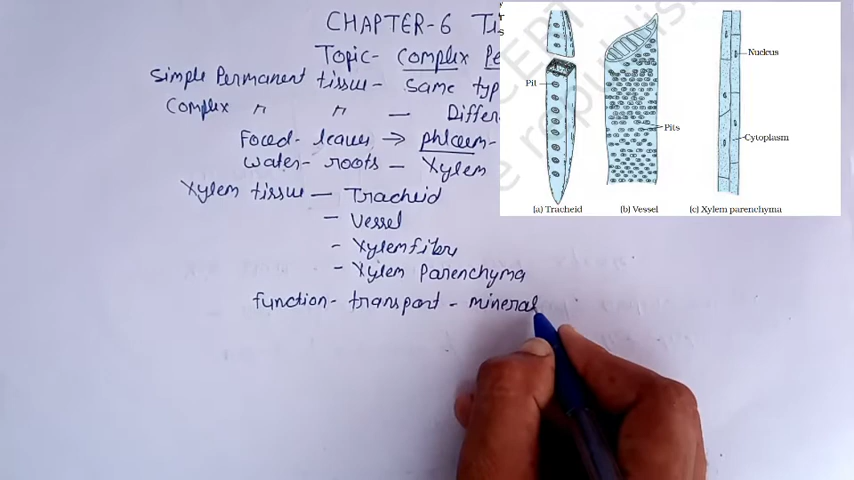 CHAPTER-6 Ti
Topic- Complex Pe
Simple Permanent tissue- Same typ
Complex " " - Differ
Food- leaves → phloem-
water- roots - Xylem
Xylem tissue - Tracheid
- Vessel
- Xylem fiber
- Xylem Parenchyma
function- transport - mineral
Pit
Pits
Nucleus
Cytoplasm
(a) Tracheid
(b) Vessel
(c) Xylem parenchyma